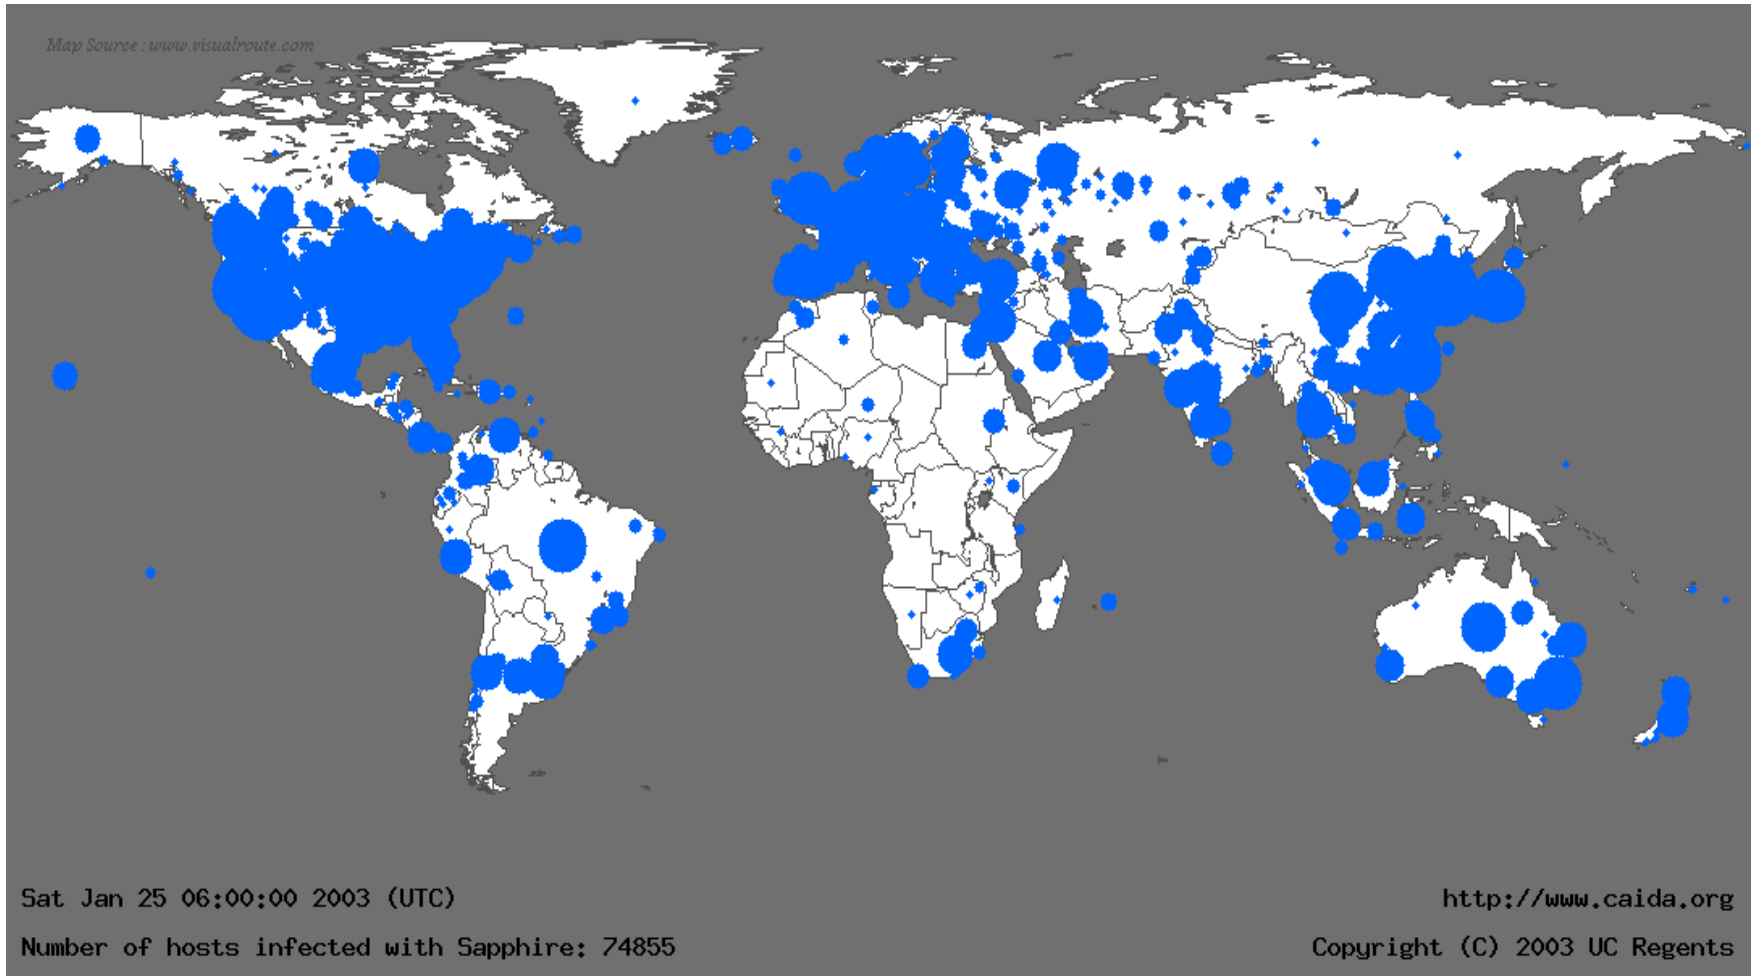 Map Source : www.visualroute.com
Sat Jan 25 06:00:00 2003 (UTC)
http://www.caida.org
Number of hosts infected with Sapphire: 74855
Copyright (C) 2003 UC Regents